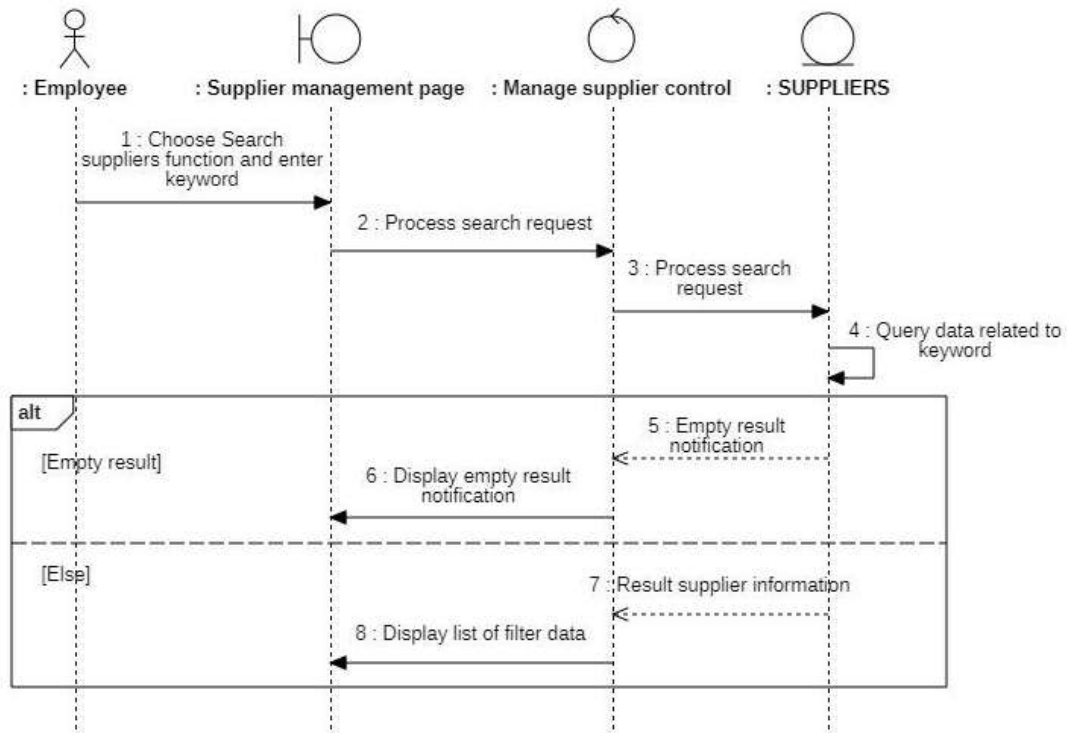 : Employee
: Supplier management page
: Manage supplier control
: SUPPLIERS
1 : Choose Search
suppliers function and enter
keyword
2 : Process search request
3 : Process search
request
4 : Query data related to
keyword
alt
[Empty result]
5 : Empty result
notification
6 : Display empty result
notification
[Else]
7 : Result supplier information
8 : Display list of filter data